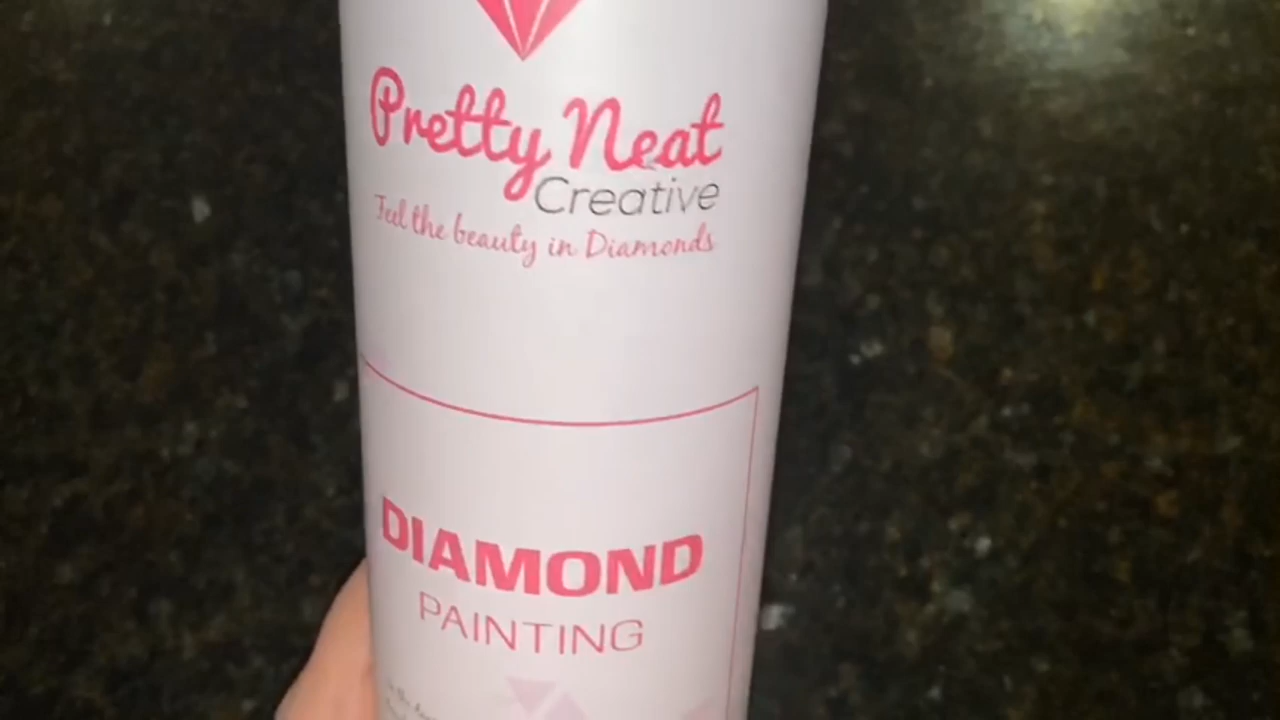 Pretty Neat
Creative
Feel the beauty in Diamonds
DIAMOND
PAINTING